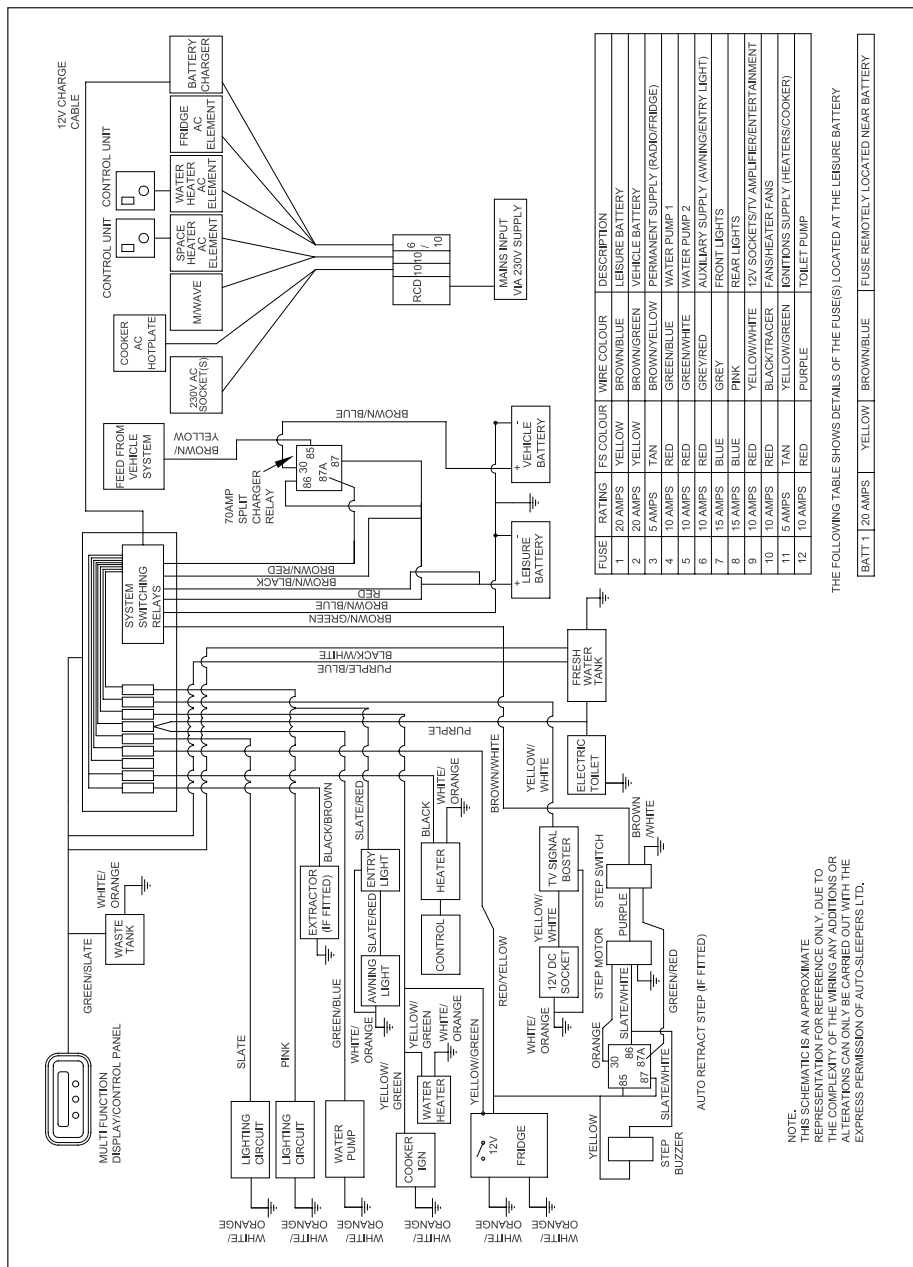 12V CHARGE
CABLE
CONTROL UNIT
CONTROL UNIT
BATTERY
CHARGER
FRIDGE
AC
ELEMENT
WATER
HEATER
AC
ELEMENT
SPACE
HEATER
AC
ELEMENT
M/WAVE
COOKER
AC
HOTPLATE
230V AC
SOCKET(S)
RCD
10
10
6
/
10
MAINS INPUT
VIA 230V SUPPLY
FEED FROM
VEHICLE
SYSTEM
BROWN/
YELLOW
70AMP
SPLIT
CHARGER
RELAY
86
30
85
87A
87
BROWN/BLUE
VEHICLE
BATTERY
+
-
LEISURE
BATTERY
+
-
SYSTEM
SWITCHING
RELAYS
BROWN/RED
BROWN/BLACK
RED
BROWN/BLUE
BROWN/GREEN
BLACK/WHITE
PURPLE/BLUE
FRESH
WATER
TANK
PURPLE
ELECTRIC
TOILET
BROWN/WHITE
YELLOW/
WHITE
MULTI FUNCTION
DISPLAY/CONTROL PANEL
GREEN/SLATE
WASTE
TANK
WHITE/
ORANGE
SLATE
LIGHTING
CIRCUIT
WHITE/
ORANGE
PINK
LIGHTING
CIRCUIT
WHITE/
ORANGE
BLACK/BROWN
EXTRACTOR
(IF FITTED)
GREEN/BLUE
WATER
PUMP
WHITE/
ORANGE
SLATE/RED
ENTRY
LIGHT
SLATE/RED
AWNING
LIGHT
WHITE/
ORANGE
BLACK
WHITE/
ORANGE
HEATER
CONTROL
YELLOW/
GREEN
YELLOW/
GREEN
WHITE/
ORANGE
WATER
HEATER
COOKER
IGN
WHITE/
ORANGE
RED/YELLOW
YELLOW/GREEN
12V
FRIDGE
WHITE/
ORANGE
WHITE/
ORANGE
TV SIGNAL
BOSTER
YELLOW/
WHITE
12V DC
SOCKET
WHITE/
ORANGE
BROWN
/WHITE
STEP SWITCH
PURPLE
STEP MOTOR
GREEN/RED
SLATE/WHITE
ORANGE
30
86
87A
85
87
SLATE/WHITE
YELLOW
STEP
BUZZER
AUTO RETRACT STEP (IF FITTED)
FUSE RATING FS COLOUR WIRE COLOUR DESCRIPTION
1 20 AMPS YELLOW BROWN/BLUE LEISURE BATTERY
2 20 AMPS YELLOW BROWN/GREEN VEHICLE BATTERY
3 5 AMPS TAN BROWN/YELLOW PERMANENT SUPPLY (RADIO/FRIDGE)
4 10 AMPS RED GREEN/BLUE WATER PUMP 1
5 10 AMPS RED GREEN/WHITE WATER PUMP 2
6 10 AMPS RED GREY/RED AUXILIARY SUPPLY (AWNING/ENTRY LIGHT)
7 15 AMPS BLUE GREY FRONT LIGHTS
8 15 AMPS BLUE PINK REAR LIGHTS
9 10 AMPS RED YELLOW/WHITE 12V SOCKETS/TV AMPLIFIER/ENTERTAINMENT
10 10 AMPS RED BLACK/TRACER FANS/HEATER FANS
11 5 AMPS TAN YELLOW/GREEN IGNITIONS SUPPLY (HEATERS/COOKER)
12 10 AMPS RED PURPLE TOILET PUMP
THE FOLLOWING TABLE SHOWS DETAILS OF THE FUSE(S) LOCATED AT THE LEISURE BATTERY
BATT 1 20 AMPS YELLOW BROWN/BLUE FUSE REMOTELY LOCATED NEAR BATTERY
NOTE.
THIS SCHEMATIC IS AN APPROXIMATE
REPRESENTATION FOR REFERENCE ONLY, DUE TO
THE COMPLEXITY OF THE WIRING ANY ADDITIONS OR
ALTERATIONS CAN ONLY BE CARRIED OUT WITH THE
EXPRESS PERMISSION OF AUTO-SLEEPERS LTD.